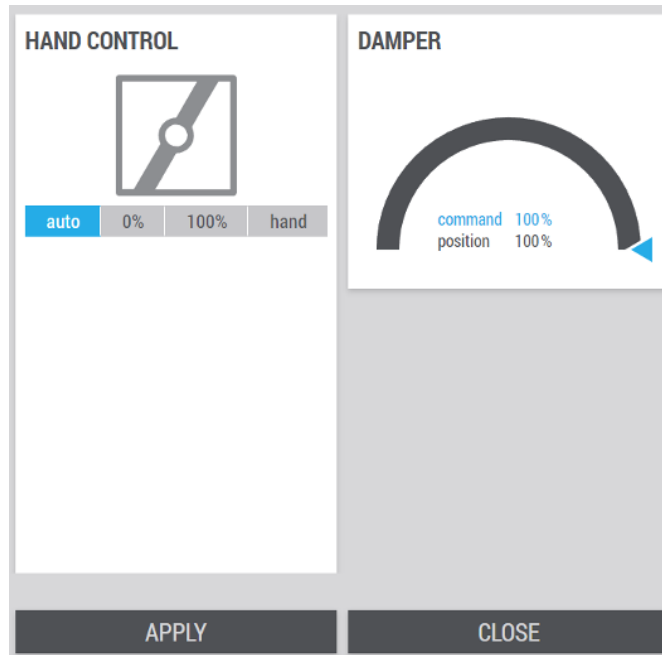 HAND CONTROL
auto 0% 100% hand
DAMPER
command 100%
position 100%
APPLY
CLOSE